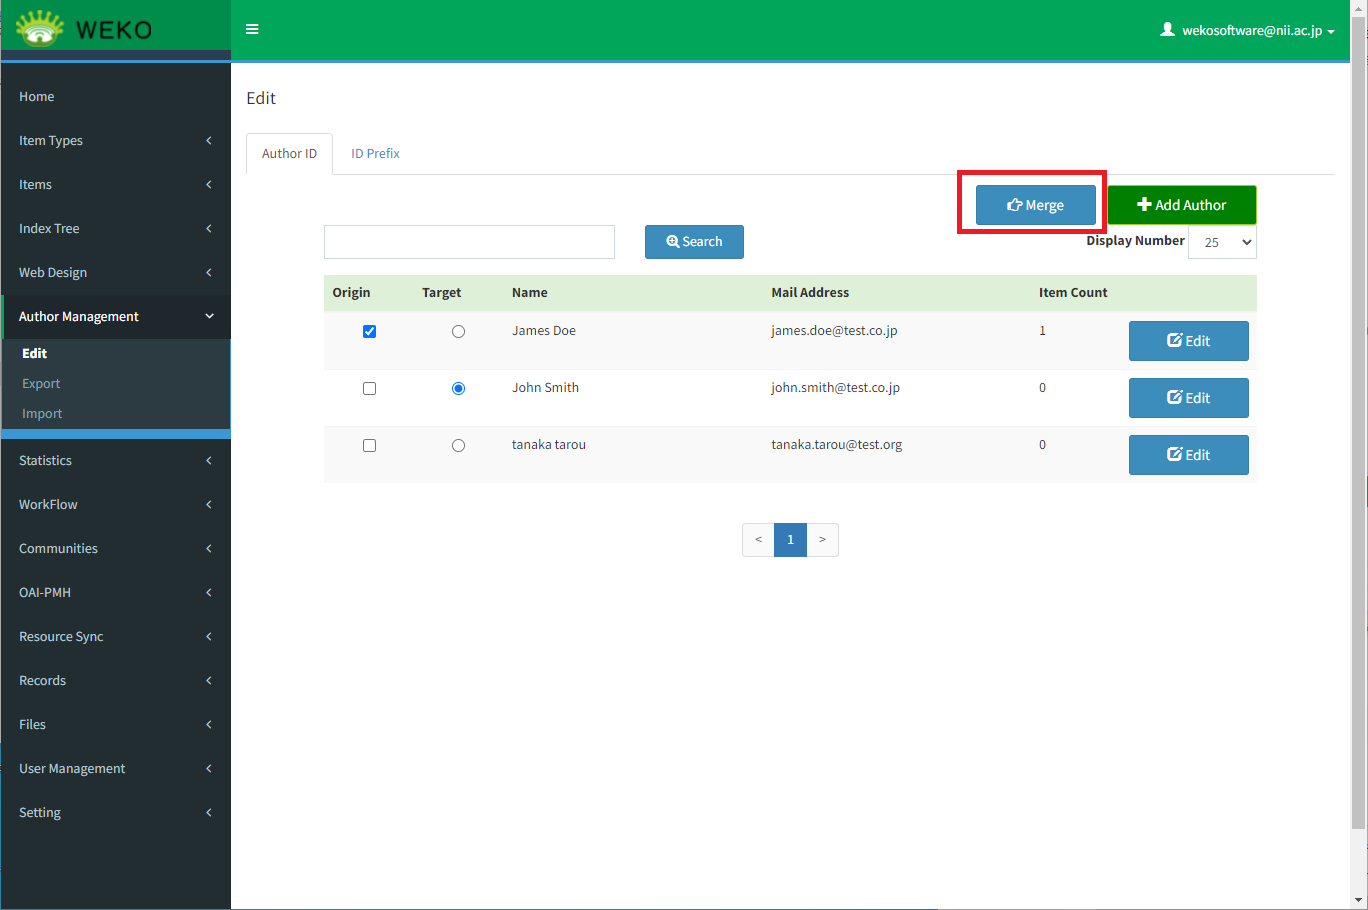 WEKO
wekosoftware@nii.ac.jp
Home
Item Types
Items
Index Tree
Web Design
Author Management
Edit
Export
Import
Statistics
WorkFlow
Communities
OAI-PMH
Resource Sync
Records
Files
User Management
Setting
Edit
Author ID ID Prefix
Merge Add Author
Search Display Number 25
Origin Target Name Mail Address Item Count
James Doe james.doe@test.co.jp 1 Edit
John Smith john.smith@test.co.jp 0 Edit
tanaka tarou tanaka.tarou@test.org 0 Edit
< 1 >